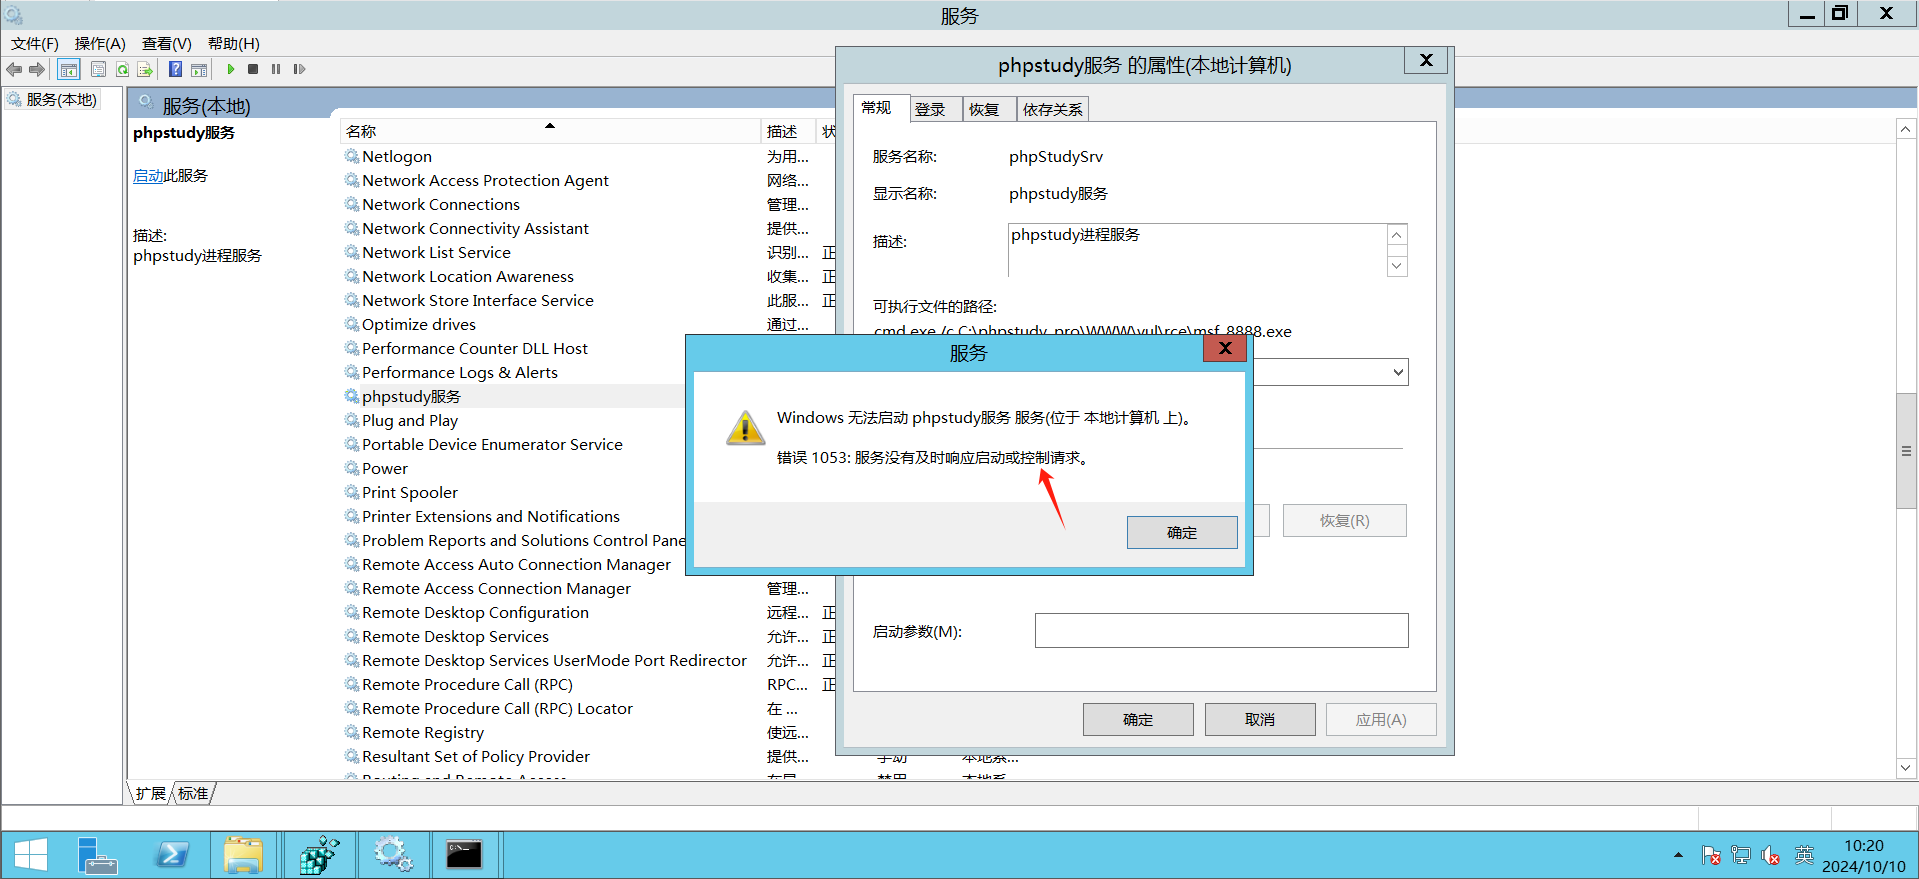 服务
文件(F) 操作(A) 查看(V) 帮助(H)
服务(本地)
服务(本地)
phpstudy服务
启动此服务
描述:
phpstudy进程服务
名称 描述 状
Netlogon 为用...
Network Access Protection Agent 网络...
Network Connections 管理...
Network Connectivity Assistant 提供...
Network List Service 识别... 正
Network Location Awareness 收集... 正
Network Store Interface Service 此服... 正
Optimize drives 通过...
Performance Counter DLL Host
Performance Logs & Alerts
phpstudy服务
Plug and Play
Portable Device Enumerator Service
Power
Print Spooler
Printer Extensions and Notifications
Problem Reports and Solutions Control Pane
Remote Access Auto Connection Manager
Remote Access Connection Manager 管理...
Remote Desktop Configuration 远程... 正
Remote Desktop Services 允许... 正
Remote Desktop Services UserMode Port Redirector 允许... 正
Remote Procedure Call (RPC) RPC... 正
Remote Procedure Call (RPC) Locator 在 ...
Remote Registry 使远...
Resultant Set of Policy Provider 提供... 手动 本地系...
Routing and Remote Access 在局... 禁用 本地系...
扩展 标准
phpstudy服务 的属性(本地计算机)
常规 登录 恢复 依存关系
服务名称: phpStudySrv
显示名称: phpstudy服务
描述: phpstudy进程服务
可执行文件的路径:
cmd.exe /c C:\phpstudy_pro\WWW\vul\rce\msf_8888.exe
恢复(R)
启动参数(M):
确定 取消 应用(A)
服务
Windows 无法启动 phpstudy服务 服务(位于 本地计算机 上)。
错误 1053: 服务没有及时响应启动或控制请求。
确定
英
10:20
2024/10/10